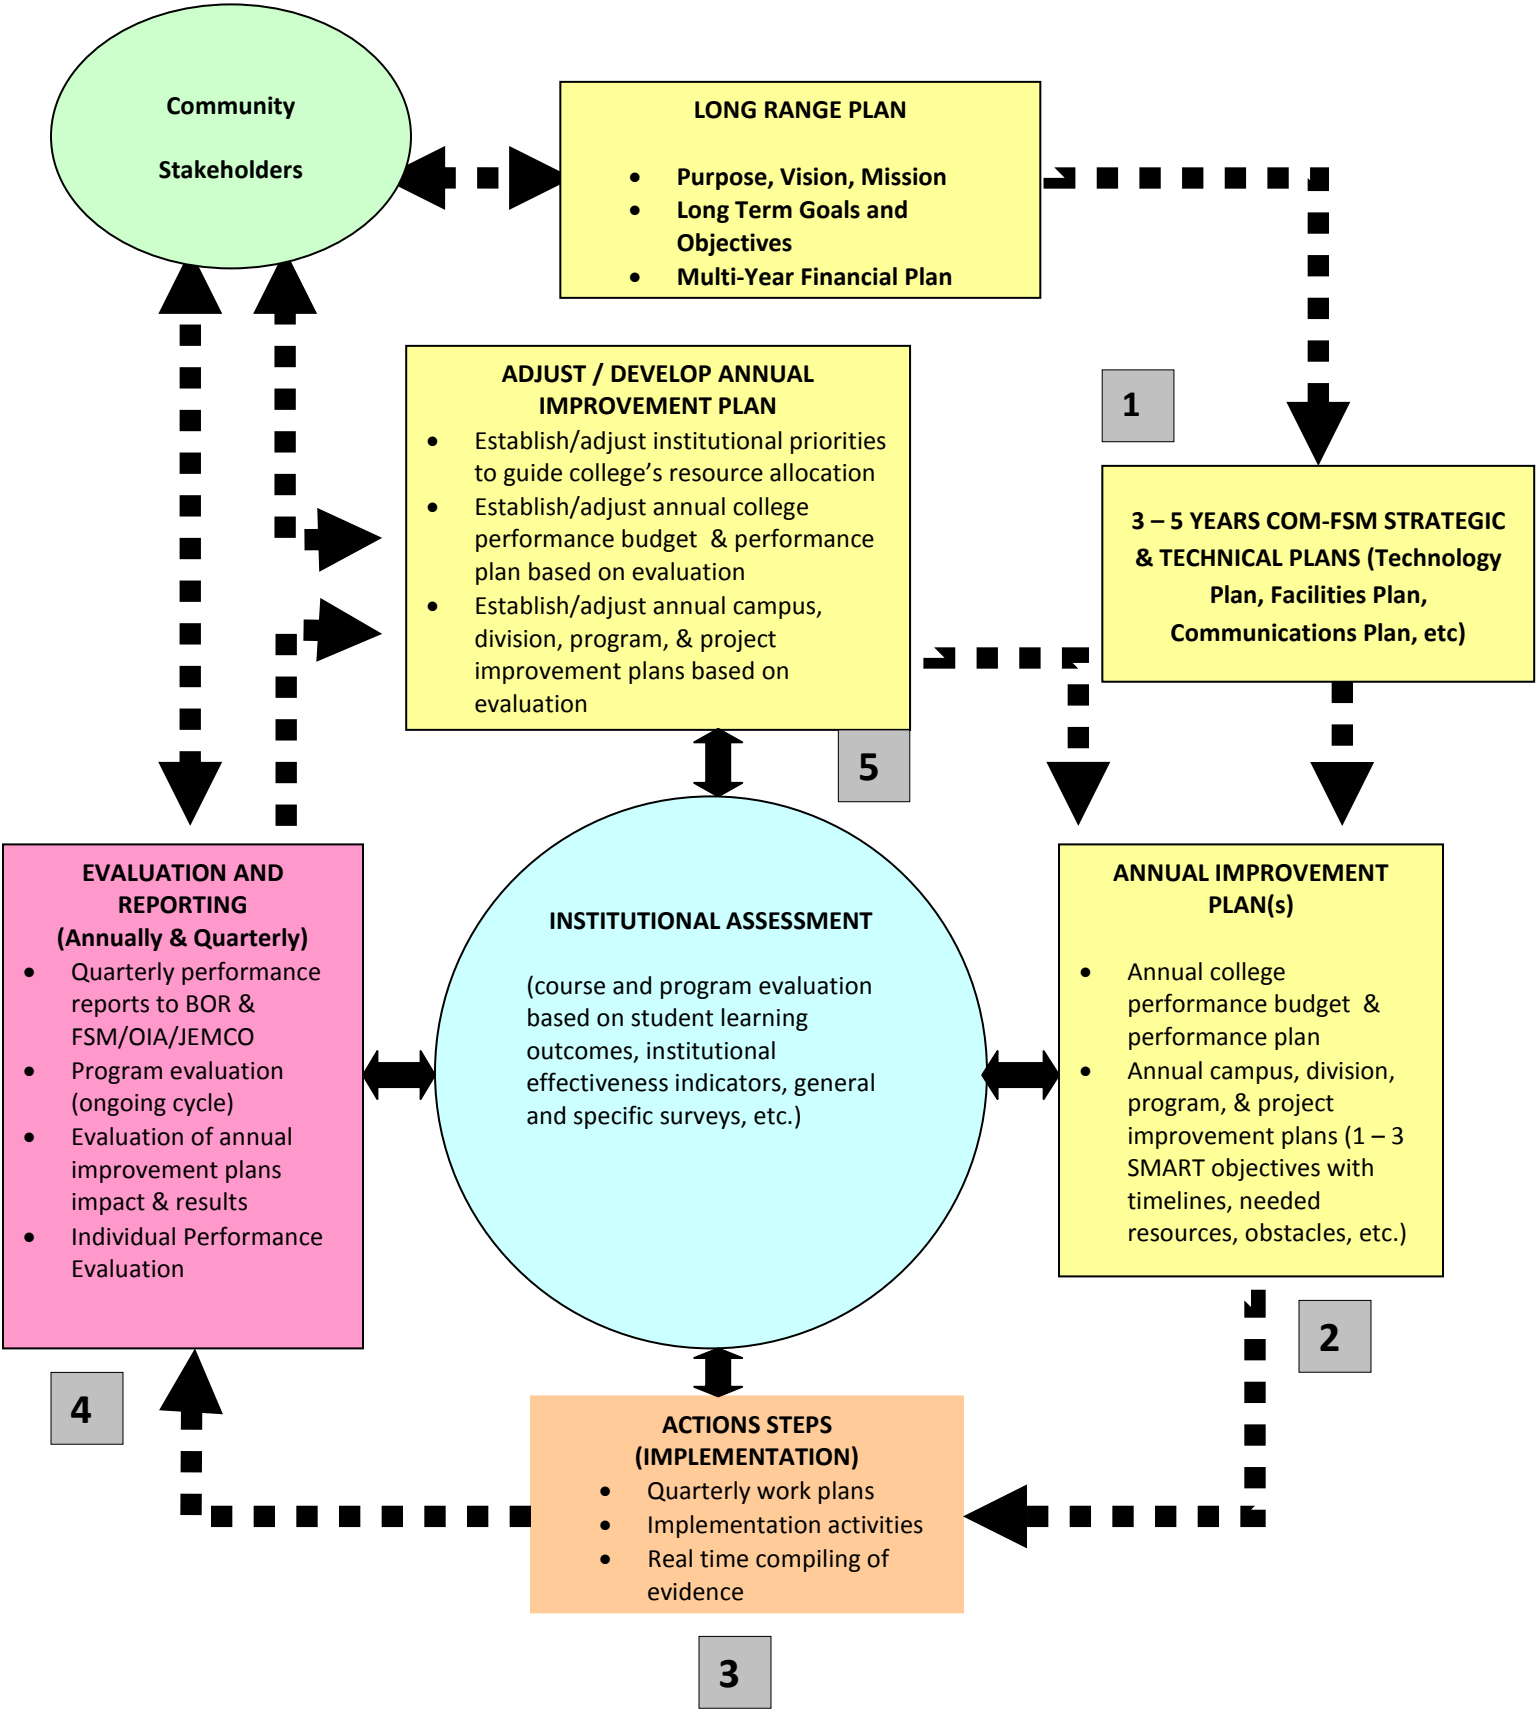 Community
Stakeholders
LONG RANGE PLAN
• Purpose, Vision, Mission
• Long Term Goals and
Objectives
• Multi-Year Financial Plan
ADJUST / DEVELOP ANNUAL
IMPROVEMENT PLAN
• Establish/adjust institutional priorities
to guide college’s resource allocation
• Establish/adjust annual college
performance budget & performance
plan based on evaluation
• Establish/adjust annual campus,
division, program, & project
improvement plans based on
evaluation
1
3 – 5 YEARS COM-FSM STRATEGIC
& TECHNICAL PLANS (Technology
Plan, Facilities Plan,
Communications Plan, etc)
5
EVALUATION AND
REPORTING
(Annually & Quarterly)
• Quarterly performance
reports to BOR &
FSM/OIA/JEMCO
• Program evaluation
(ongoing cycle)
• Evaluation of annual
improvement plans
impact & results
• Individual Performance
Evaluation
INSTITUTIONAL ASSESSMENT
(course and program evaluation
based on student learning
outcomes, institutional
effectiveness indicators, general
and specific surveys, etc.)
ANNUAL IMPROVEMENT
PLAN(s)
• Annual college
performance budget &
performance plan
• Annual campus, division,
program, & project
improvement plans (1 – 3
SMART objectives with
timelines, needed
resources, obstacles, etc.)
2
4
ACTIONS STEPS
(IMPLEMENTATION)
• Quarterly work plans
• Implementation activities
• Real time compiling of
evidence
3